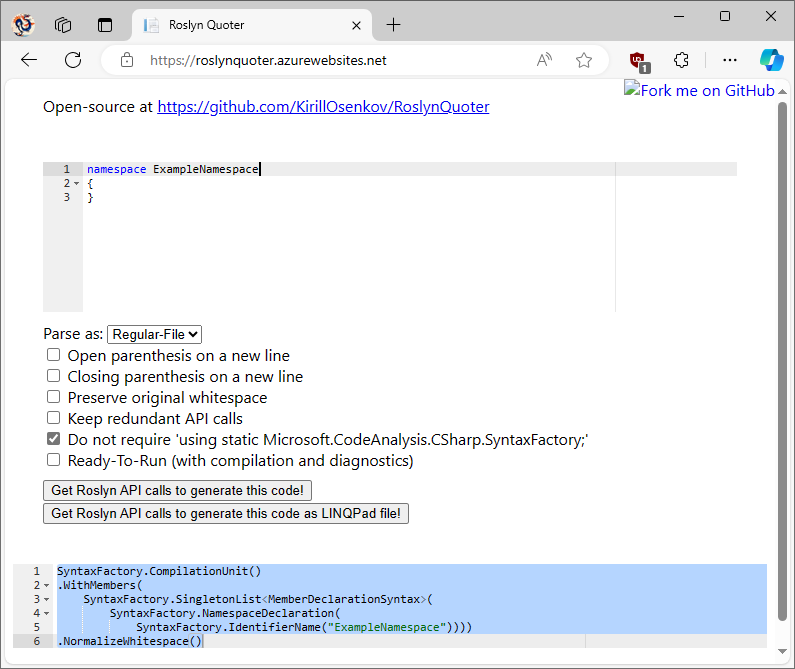 Roslyn Quoter
https://roslynquoter.azurewebsites.net
1
Fork me on GitHub
Open-source at https://github.com/KirillOsenkov/RoslynQuoter
1 namespace ExampleNamespace
2 {
3 }
Parse as: Regular-File
Open parenthesis on a new line
Closing parenthesis on a new line
Preserve original whitespace
Keep redundant API calls
Do not require 'using static Microsoft.CodeAnalysis.CSharp.SyntaxFactory;'
Ready-To-Run (with compilation and diagnostics)
Get Roslyn API calls to generate this code!
Get Roslyn API calls to generate this code as LINQPad file!
1 SyntaxFactory.CompilationUnit()
2 .WithMembers(
3     SyntaxFactory.SingletonList<MemberDeclarationSyntax>(
4         SyntaxFactory.NamespaceDeclaration(
5             SyntaxFactory.IdentifierName("ExampleNamespace"))))
6 .NormalizeWhitespace()